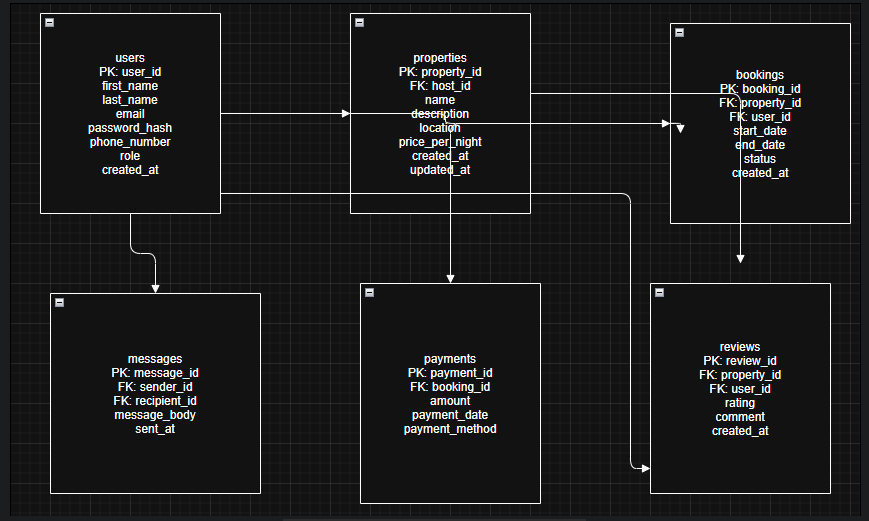 users
PK: user_id
first_name
last_name
email
password_hash
phone_number
role
created_at
properties
PK: property_id
FK: host_id
name
description
location
price_per_night
created_at
updated_at
bookings
PK: booking_id
FK: property_id
FK: user_id
start_date
end_date
status
created_at
messages
PK: message_id
FK: sender_id
FK: recipient_id
message_body
sent_at
payments
PK: payment_id
FK: booking_id
amount
payment_date
payment_method
reviews
PK: review_id
FK: property_id
FK: user_id
rating
comment
created_at